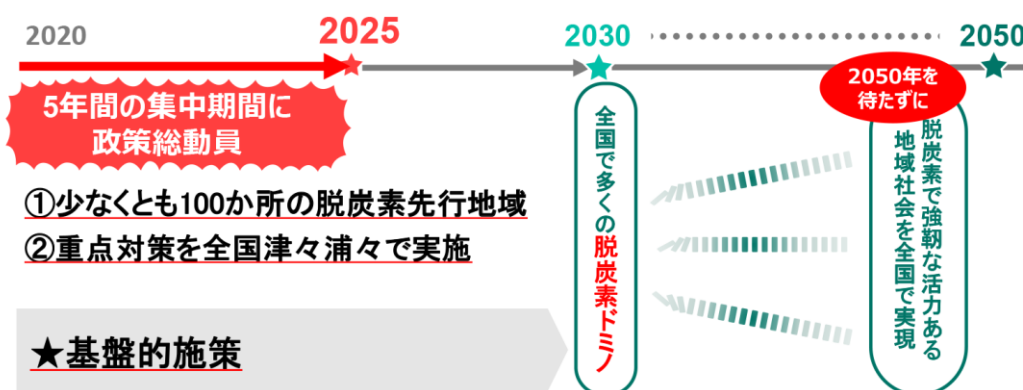 2020
2025
2030
2050
5年間の集中期間に
政策総動員
①少なくとも100か所の脱炭素先行地域
②重点対策を全国津々浦々で実施
★基盤的施策
全国で多くの脱炭素ドミノ
2050年を
待たずに
脱炭素で強靭な活力ある
地域社会を全国で実現